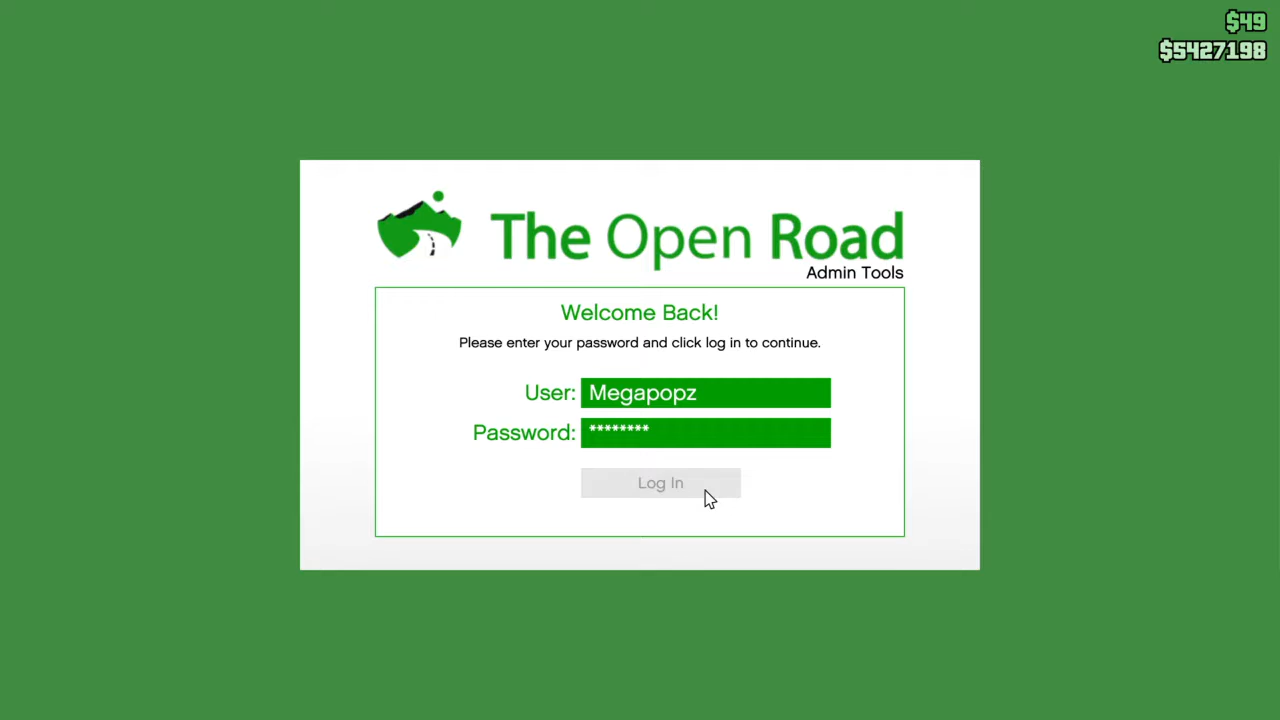 $49
$5427198
The Open Road
Admin Tools
Welcome Back!
Please enter your password and click log in to continue.
User: Megapopz
Password: ********
Log In